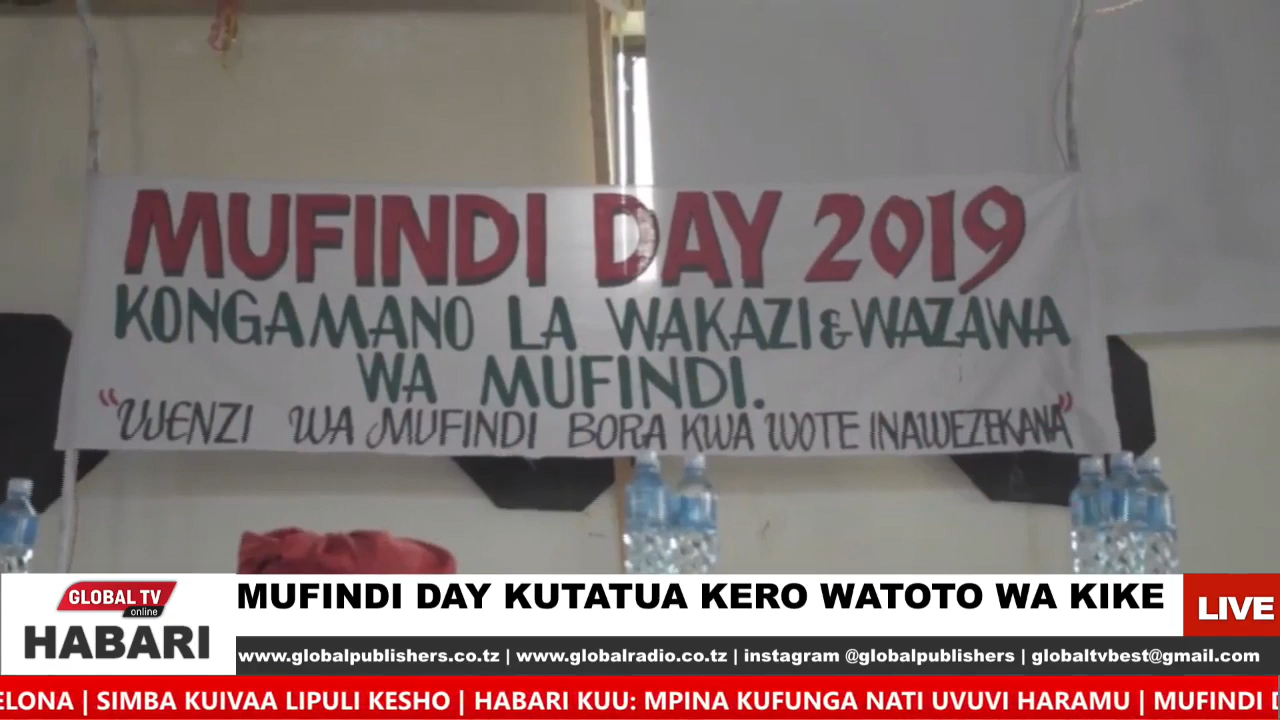 MUFINDI DAY 2019
KONGAMANO LA WAKAZI & WAZAWA
WA MUFINDI.
"UJENZI WA MUFINDI BORA KWA WOTE INAWEZEKANA"
GLOBAL TV
online
HABARI
MUFINDI DAY KUTATUA KERO WATOTO WA KIKE
LIVE
www.globalpublishers.co.tz | www.globalradio.co.tz | instagram @globalpublishers | globaltvbest@gmail.com
ELONA | SIMBA KUIVAA LIPULI KESHO | HABARI KUU: MPINA KUFUNGA NATI UVUVI HARAMU | MUFINDI